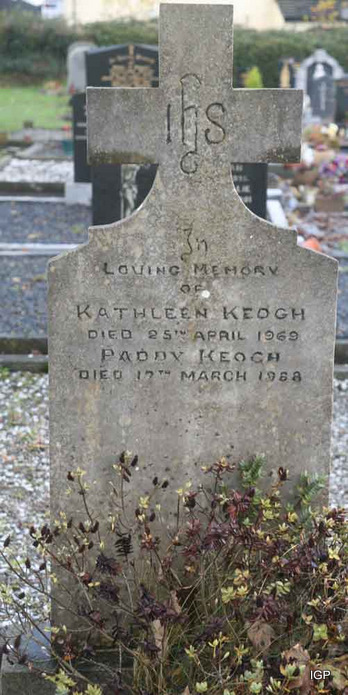 IHS
In
LOVING MEMORY
OF
KATHLEEN KEOGH
DIED 25TH APRIL 1969
PADDY KEOGH
DIED 17TH MARCH 1988
IGP